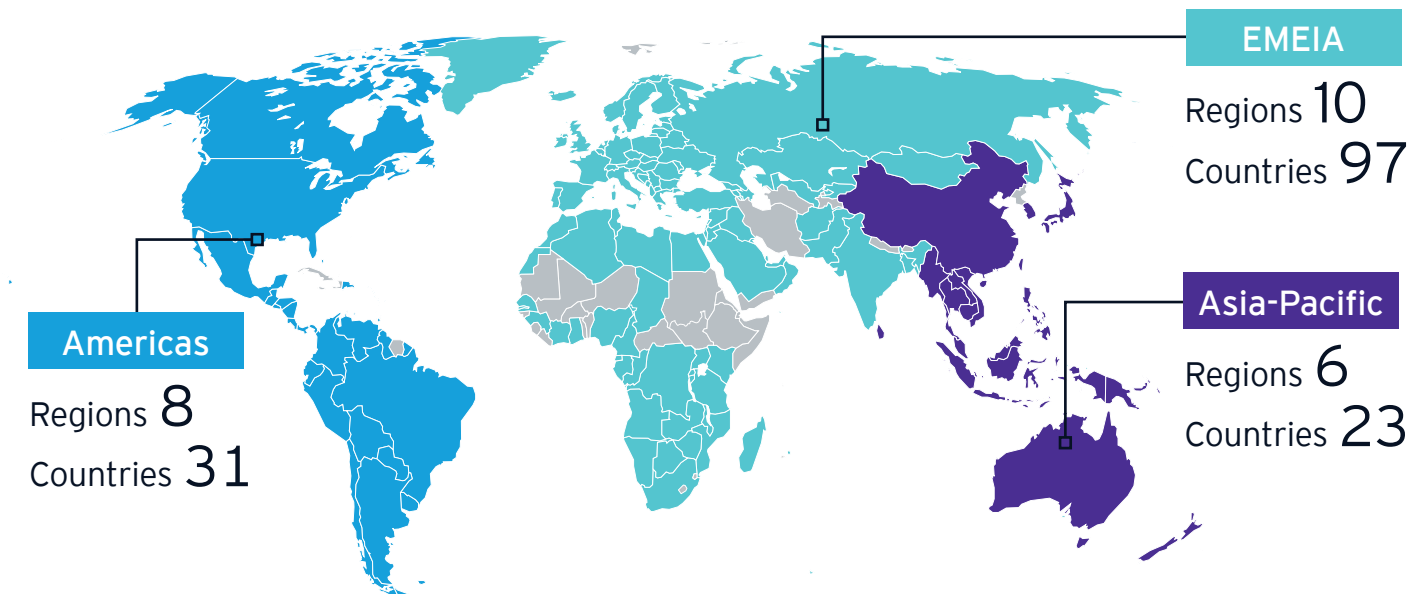 EMEIA
Regions 10
Countries 97
Americas
Regions 8
Countries 31
Asia-Pacific
Regions 6
Countries 23